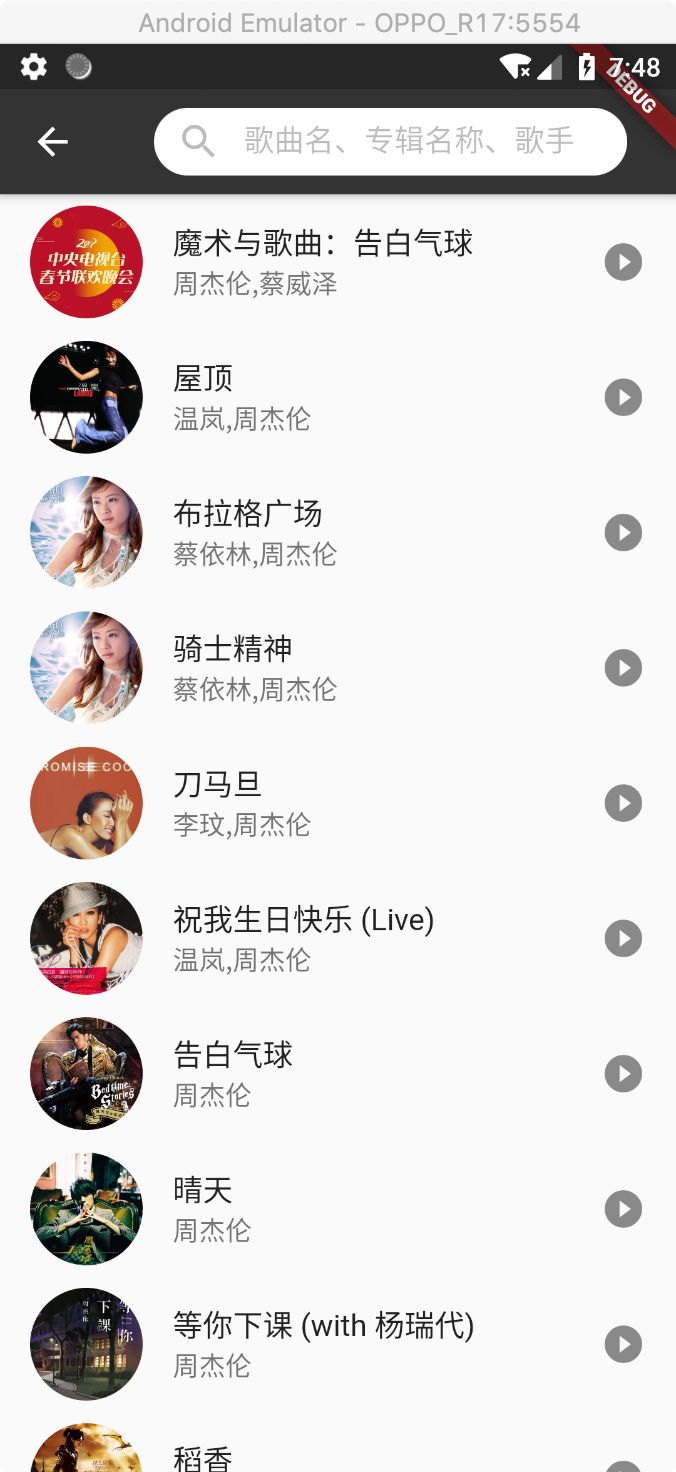 Android Emulator - OPPO_R17:5554
7:48
DEBUG
歌曲名、专辑名称、歌手
中央电视台
春节联欢晚会
魔术与歌曲：告白气球
周杰伦,蔡威泽
Landy
屋顶
温岚,周杰伦
布拉格广场
蔡依林,周杰伦
骑士精神
蔡依林,周杰伦
ROMISE COC
刀马旦
李玟,周杰伦
祝我生日快乐 (Live)
温岚,周杰伦
Bedtime
Stories
告白气球
周杰伦
晴天
周杰伦
等你
下課
周杰伦
等你下课 (with 杨瑞代)
周杰伦
稻香